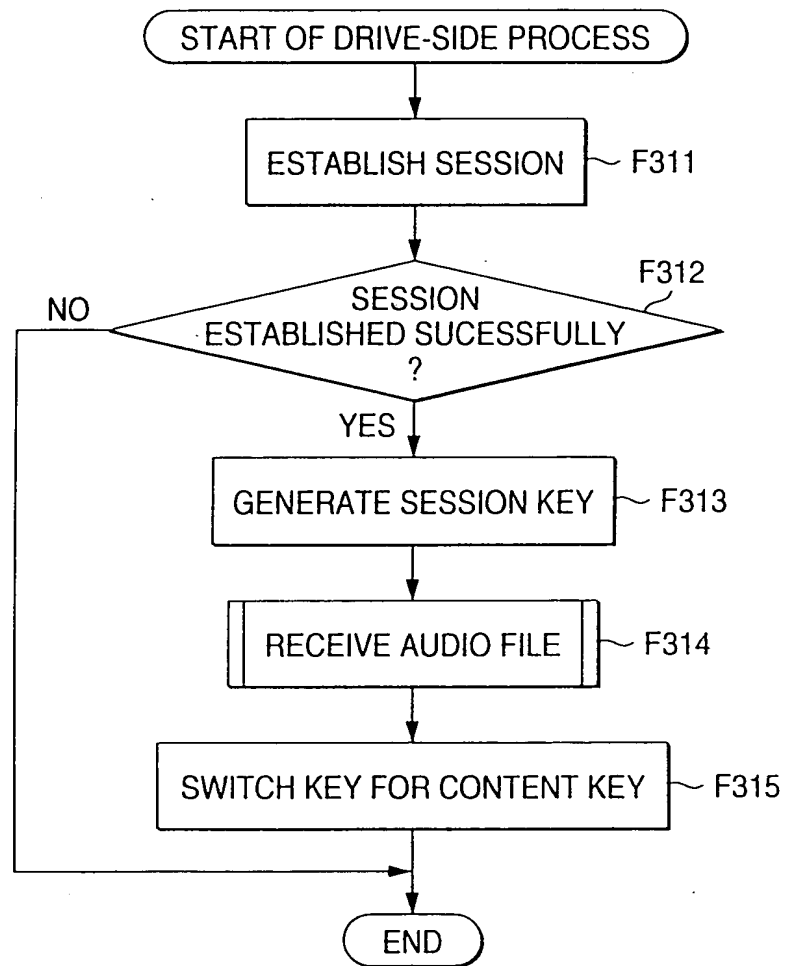 START OF DRIVE-SIDE PROCESS
ESTABLISH SESSION
F311
F312
NO
SESSION
ESTABLISHED SUCESSFULLY
?
YES
GENERATE SESSION KEY
F313
RECEIVE AUDIO FILE
F314
SWITCH KEY FOR CONTENT KEY
F315
END